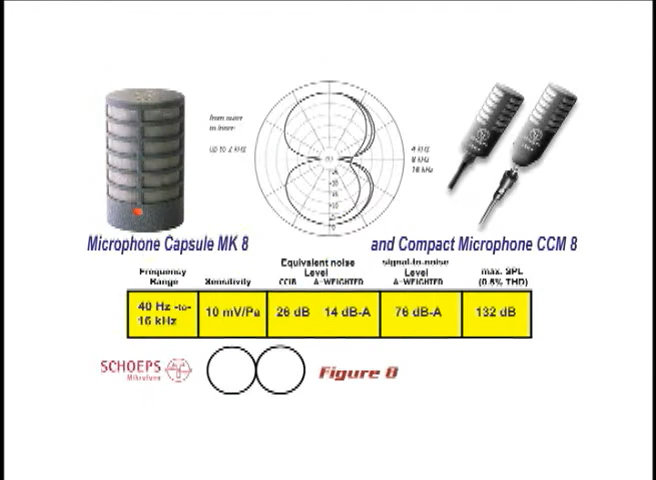 from outer
to inner:
up to 2 kHz
4 kHz
8 kHz
16 kHz
Microphone Capsule MK 8
and Compact Microphone CCM 8
Frequency Range
Sensitivity
Equivalent noise Level
CCIR A-WEIGHTED
signal-to-noise Level
A-WEIGHTED
max. SPL
(0.5% THD)
40 Hz -to- 16 kHz
10 mV/Pa
26 dB
14 dB-A
76 dB-A
132 dB
SCHOEPS
Mikrofone
Figure 8